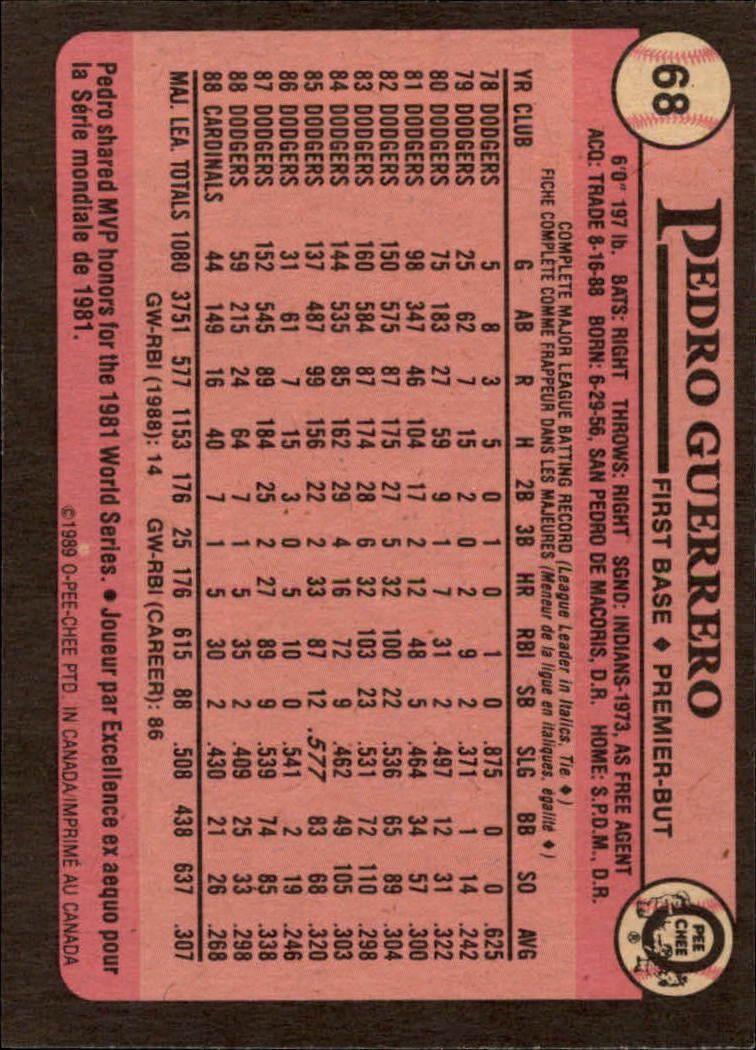 68
PEDRO GUERRERO
FIRST BASE ♦ PREMIER-BUT
PEE
CHEE
®
6'0" 197 lb. BATS: RIGHT THROWS: RIGHT SGND: INDIANS-1973, AS FREE AGENT
ACQ: TRADE 8-16-88 BORN: 6-29-56, SAN PEDRO DE MACORIS, D.R. HOME: S.P.D.M., D.R.
COMPLETE MAJOR LEAGUE BATTING RECORD (League Leader in Italics, Tie ♦)
FICHE COMPLÈTE COMME FRAPPEUR DANS LES MAJEURES (Meneur de la ligue en italiques, égalité ♦)
YR CLUB G AB R H 2B 3B HR RBI SB SLG BB SO AVG
78 DODGERS 5 8 3 5 0 1 0 1 0 .875 0 0 .625
79 DODGERS 25 62 7 15 2 0 2 9 2 .371 1 14 .242
80 DODGERS 75 183 27 59 9 1 7 31 2 .497 12 31 .322
81 DODGERS 98 347 46 104 17 2 12 48 5 .464 34 57 .300
82 DODGERS 150 575 87 175 27 5 32 100 22 .536 65 89 .304
83 DODGERS 160 584 87 174 28 6 32 103 23 .531 72 110 .298
84 DODGERS 144 535 85 162 29 4 16 72 9 .462 49 105 .303
85 DODGERS 137 487 99 156 22 2 33 87 12 .577 83 68 .320
86 DODGERS 31 61 7 15 3 0 5 10 0 .541 2 19 .246
87 DODGERS 152 545 89 184 25 2 27 89 9 .539 74 85 .338
88 DODGERS 59 215 24 64 7 1 5 35 2 .409 25 33 .298
88 CARDINALS 44 149 16 40 7 1 5 30 2 .430 21 26 .268
MAJ. LEA. TOTALS 1080 3751 577 1153 176 25 176 615 88 .508 438 637 .307
GW-RBI (1988): 14 GW-RBI (CAREER): 86
Pedro shared MVP honors for the 1981 World Series. ● Joueur par Excellence ex aequo pour
la Série mondiale de 1981.
©1989 O-PEE-CHEE PTD. IN CANADA/IMPRIMÉ AU CANADA